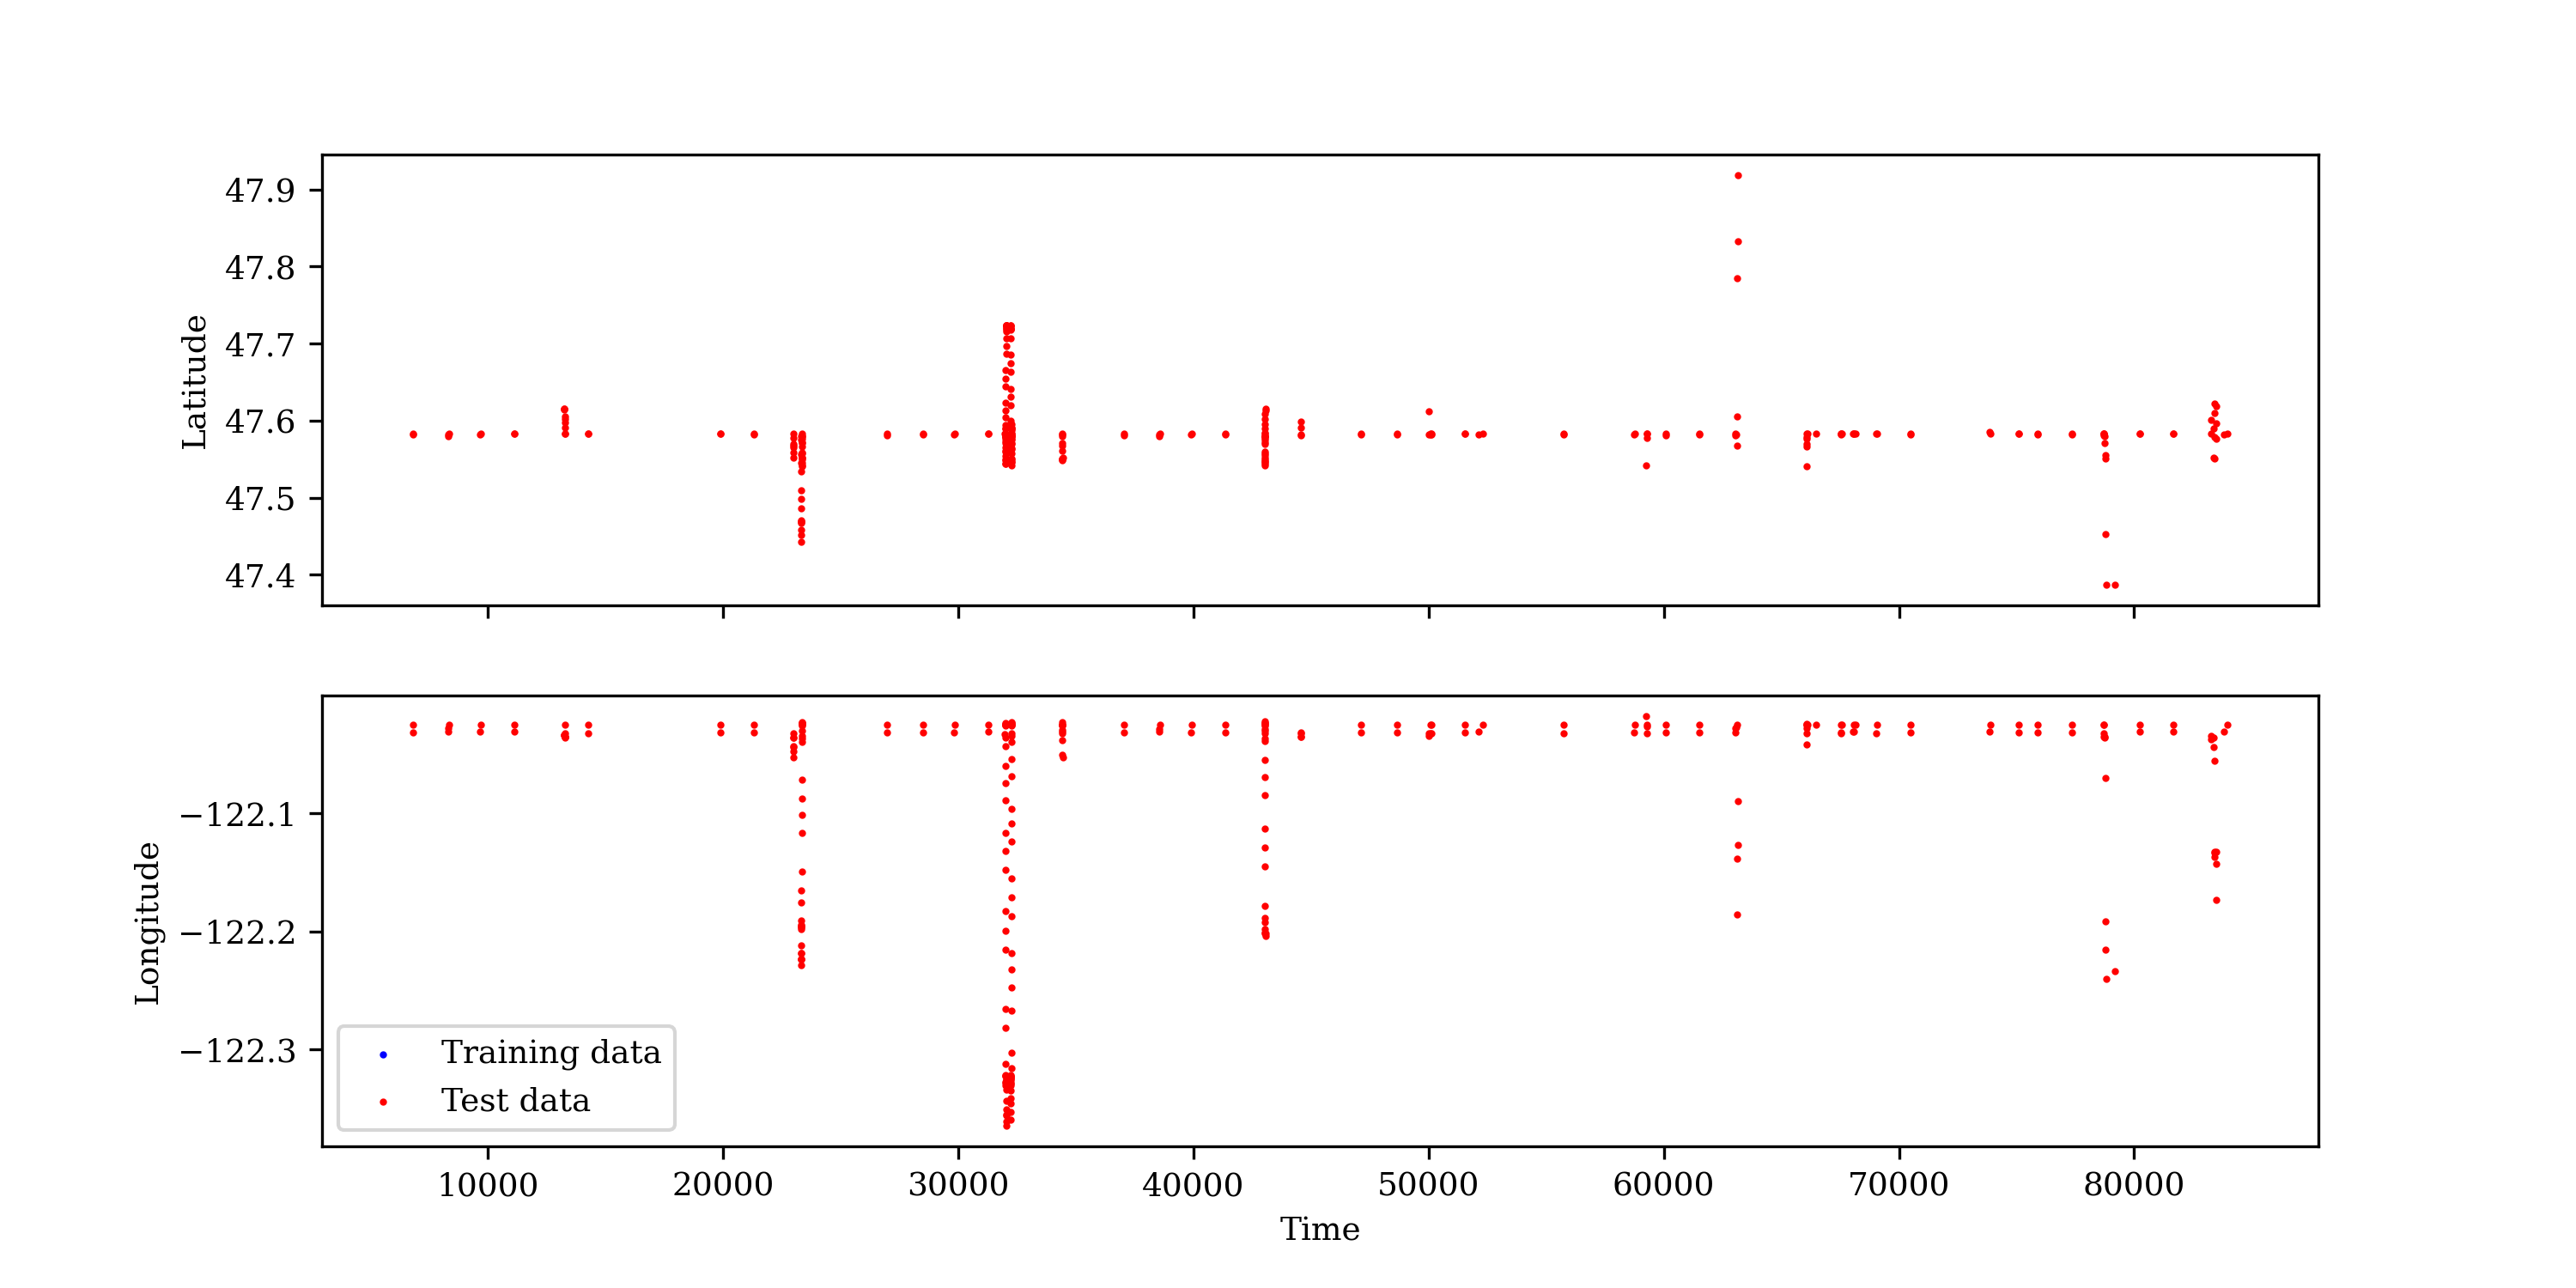 47.9
47.8
47.7
47.6
47.5
47.4
Latitude
−122.1
−122.2
−122.3
Longitude
Training data
Test data
10000 20000 30000 40000 50000 60000 70000 80000
Time